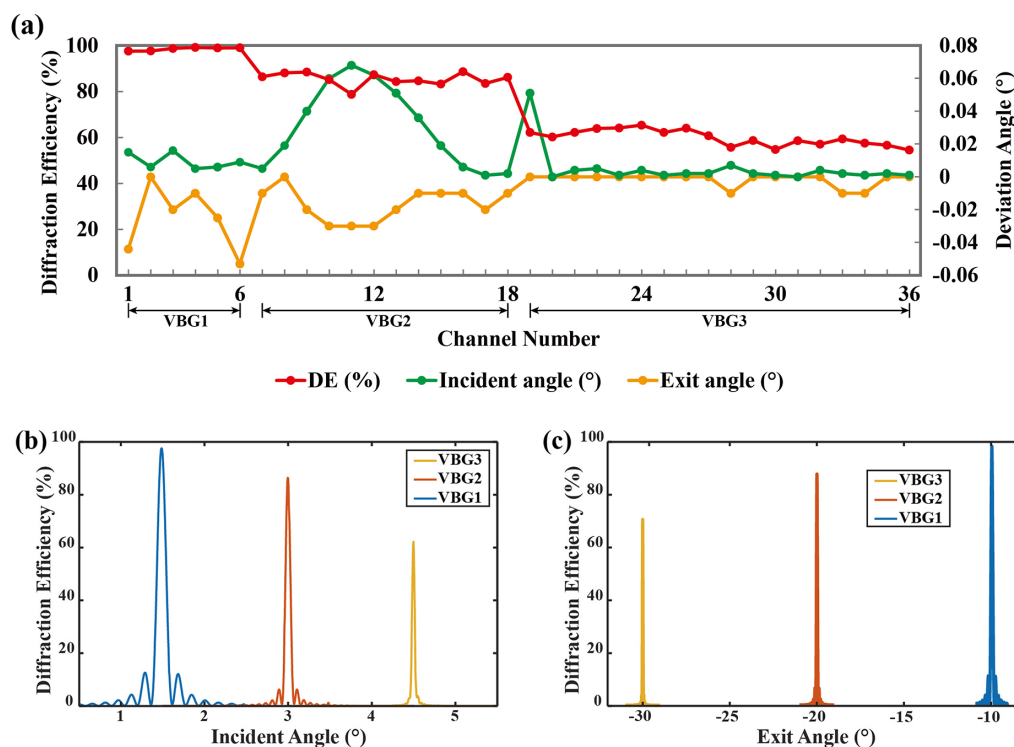 (a)
100
80
60
40
20
0
Diffraction Efficiency (%)
0.08
0.06
0.04
0.02
0
-0.02
-0.04
-0.06
Deviation Angle (°)
1 6 12 18 24 30 36
VBG1 VBG2 VBG3
Channel Number
DE (%) Incident angle (°) Exit angle (°)
(b)
100
80
60
40
20
0
Diffraction Efficiency (%)
VBG3
VBG2
VBG1
1 2 3 4 5
Incident Angle (°)
(c)
100
80
60
40
20
0
Diffraction Efficiency (%)
VBG3
VBG2
VBG1
-30 -25 -20 -15 -10
Exit Angle (°)